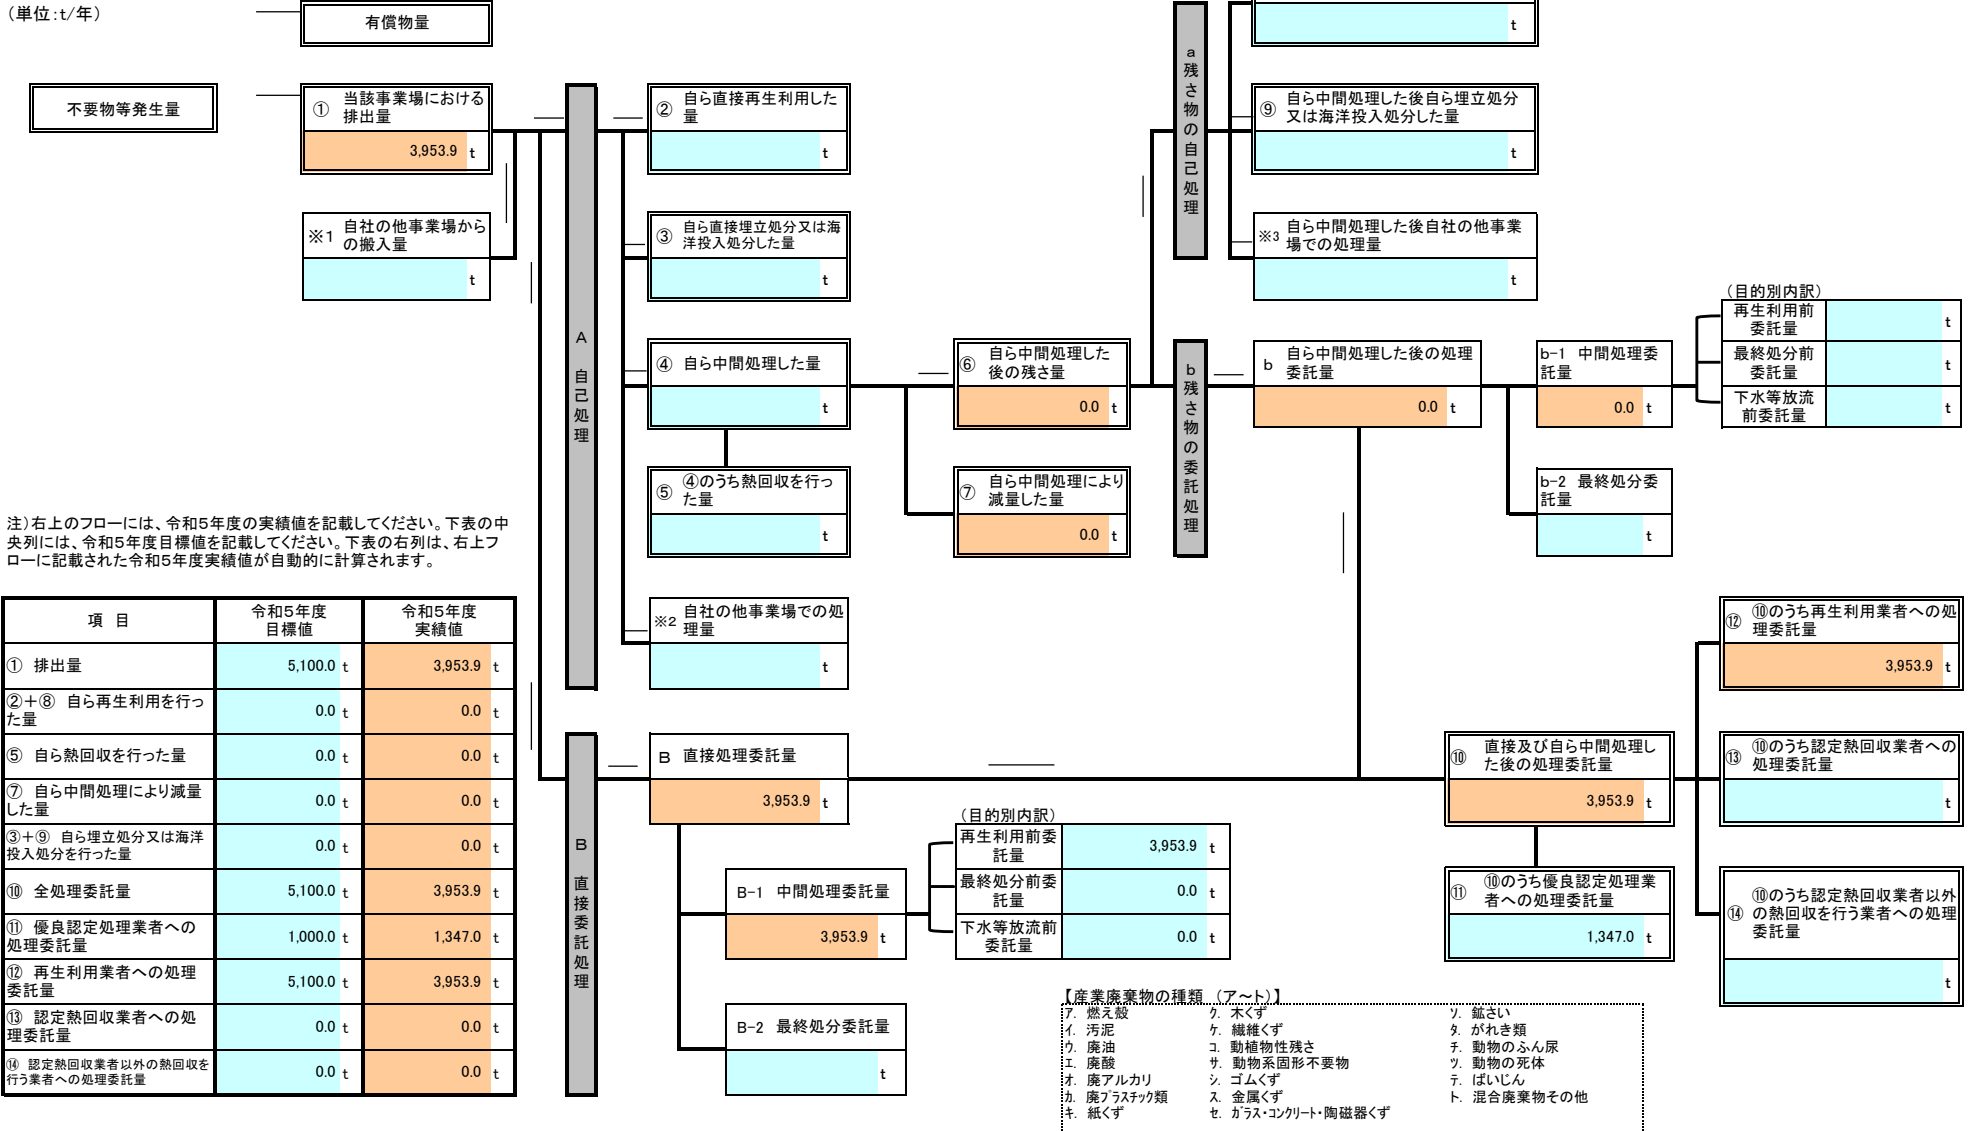 (単位:t/年)
有償物量
不要物等発生量
① 当該事業場における
排出量
3,953.9 t
※1 自社の他事業場から
の搬入量
t
A 自己処理
② 自ら直接再生利用した
量
t
③ 自ら直接埋立処分又は海
洋投入処分した量
t
④ 自ら中間処理した量
t
⑤ ④のうち熱回収を行っ
た量
t
※2 自社の他事業場での処
理量
t
⑥ 自ら中間処理した
後の残さ量
0.0 t
⑦ 自ら中間処理により
減量した量
0.0 t
a 残さ物の自己処理
t
⑨ 自ら中間処理した後自ら埋立処分
又は海洋投入処分した量
t
※3 自ら中間処理した後自社の他事業
場での処理量
t
b 残さ物の委託処理
b 自ら中間処理した後の処理
委託量
0.0 t
b-1 中間処理委
託量
0.0 t
b-2 最終処分委
託量
t
(目的別内訳)
再生利用前
委託量
t
最終処分前
委託量
t
下水等放流
前委託量
t
注)右上のフローには、令和5年度の実績値を記載してください。下表の中
央列には、令和5年度目標値を記載してください。下表の右列は、右上フ
ローに記載された令和5年度実績値が自動的に計算されます。
項 目
令和5年度
目標値
令和5年度
実績値
① 排出量
5,100.0 t 3,953.9 t
②+⑧ 自ら再生利用を行っ
た量
0.0 t 0.0 t
⑤ 自ら熱回収を行った量
0.0 t 0.0 t
⑦ 自ら中間処理により減量
した量
0.0 t 0.0 t
③+⑨ 自ら埋立処分又は海洋
投入処分を行った量
0.0 t 0.0 t
⑩ 全処理委託量
5,100.0 t 3,953.9 t
⑪ 優良認定処理業者への
処理委託量
1,000.0 t 1,347.0 t
⑫ 再生利用業者への処理
委託量
5,100.0 t 3,953.9 t
⑬ 認定熱回収業者への処
理委託量
0.0 t 0.0 t
⑭ 認定熱回収業者以外の熱回収を
行う業者への処理委託量
0.0 t 0.0 t
B 直接委託処理
B 直接処理委託量
3,953.9 t
B-1 中間処理委託量
3,953.9 t
B-2 最終処分委託量
t
(目的別内訳)
再生利用前委
託量
3,953.9 t
最終処分前委
託量
0.0 t
下水等放流前
委託量
0.0 t
⑩ 直接及び自ら中間処理し
た後の処理委託量
3,953.9 t
⑪ ⑩のうち優良認定処理業
者への処理委託量
1,347.0 t
⑫ ⑩のうち再生利用業者への処
理委託量
3,953.9 t
⑬ ⑩のうち認定熱回収業者への
処理委託量
t
⑭ ⑩のうち認定熱回収業者以外
の熱回収を行う業者への処理
委託量
t
【産業廃棄物の種類 (ア~ト)】
ア. 燃え殻 ク. 木くず ソ. 鉱さい
イ. 汚泥 ケ. 繊維くず タ. がれき類
ウ. 廃油 コ. 動植物性残さ チ. 動物のふん尿
エ. 廃酸 サ. 動物系固形不要物 ツ. 動物の死体
オ. 廃アルカリ シ. ゴムくず テ. ばいじん
カ. 廃プラスチック類 ス. 金属くず ト. 混合廃棄物その他
キ. 紙くず セ. ガラス・コンクリート・陶磁器くず